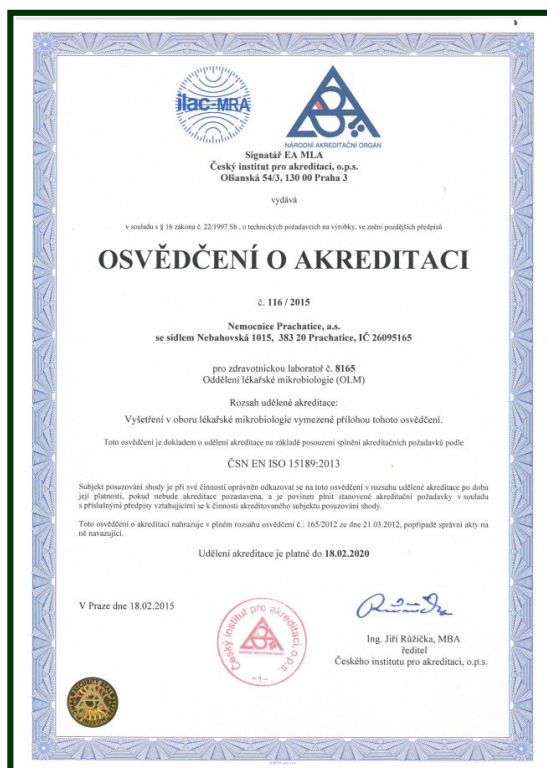 ilac-MRA
NÁRODNÍ AKREDITAČNÍ ORGÁN
Signatář EA MLA
Český institut pro akreditaci, o.p.s.
Olšanská 54/3, 130 00 Praha 3
vydává
v souladu s § 16 zákona č. 22/1997 Sb., o technických požadavcích na výrobky, ve znění pozdějších předpisů
OSVĚDČENÍ O AKREDITACI
č. 116 / 2015
Nemocnice Prachatice, a.s.
se sídlem Nebahovská 1015, 383 20 Prachatice, IČ 26095165
pro zdravotnickou laboratoř č. 8165
Oddělení lékařské mikrobiologie (OLM)
Rozsah udělené akreditace:
Vyšetření v oboru lékařské mikrobiologie vymezené přílohou tohoto osvědčení.
Toto osvědčení je dokladem o udělení akreditace na základě posouzení splnění akreditačních požadavků podle
ČSN EN ISO 15189:2013
Subjekt posuzování shody je při své činnosti oprávněn odkazovat se na toto osvědčení v rozsahu udělené akreditace po dobu
její platnosti, pokud nebude akreditace pozastavena, a je povinen plnit stanovené akreditační požadavky v souladu
s příslušnými předpisy vztahujícími se k činnosti akreditovaného subjektu posuzování shody.
Toto osvědčení o akreditaci nahrazuje v plném rozsahu osvědčení č.: 165/2012 ze dne 21.03.2012, popřípadě správní akty na
ně navazující.
Udělení akreditace je platné do 18.02.2020
V Praze dne 18.02.2015
Český institut pro akreditaci, o.p.s.
–1–
Ing. Jiří Růžička, MBA
ředitel
Českého institutu pro akreditaci, o.p.s.